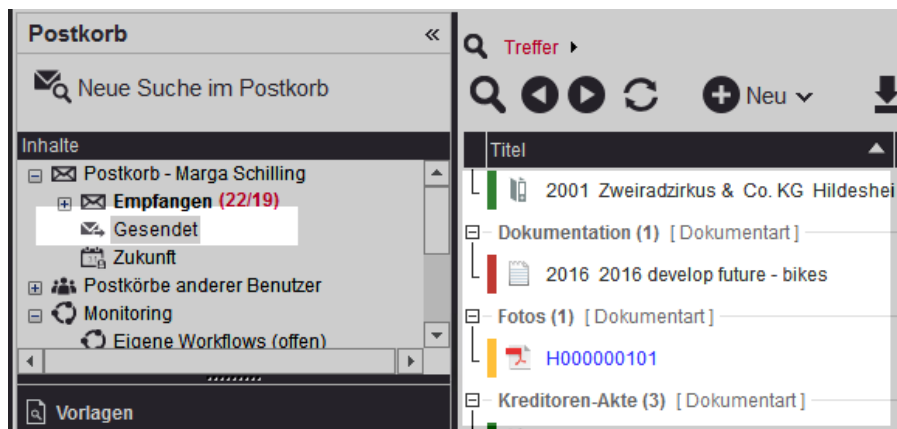 Postkorb «
Neue Suche im Postkorb
Inhalte
Postkorb - Marga Schilling
Empfangen (22/19)
Gesendet
Zukunft
Postkörbe anderer Benutzer
Monitoring
Eigene Workflows (offen)
Vorlagen
Treffer
Neu
Titel
2001 Zweiradzirkus & Co. KG Hildeshei
Dokumentation (1) [ Dokumentart ]
2016 2016 develop future - bikes
Fotos (1) [ Dokumentart ]
H000000101
Kreditoren-Akte (3) [ Dokumentart ]